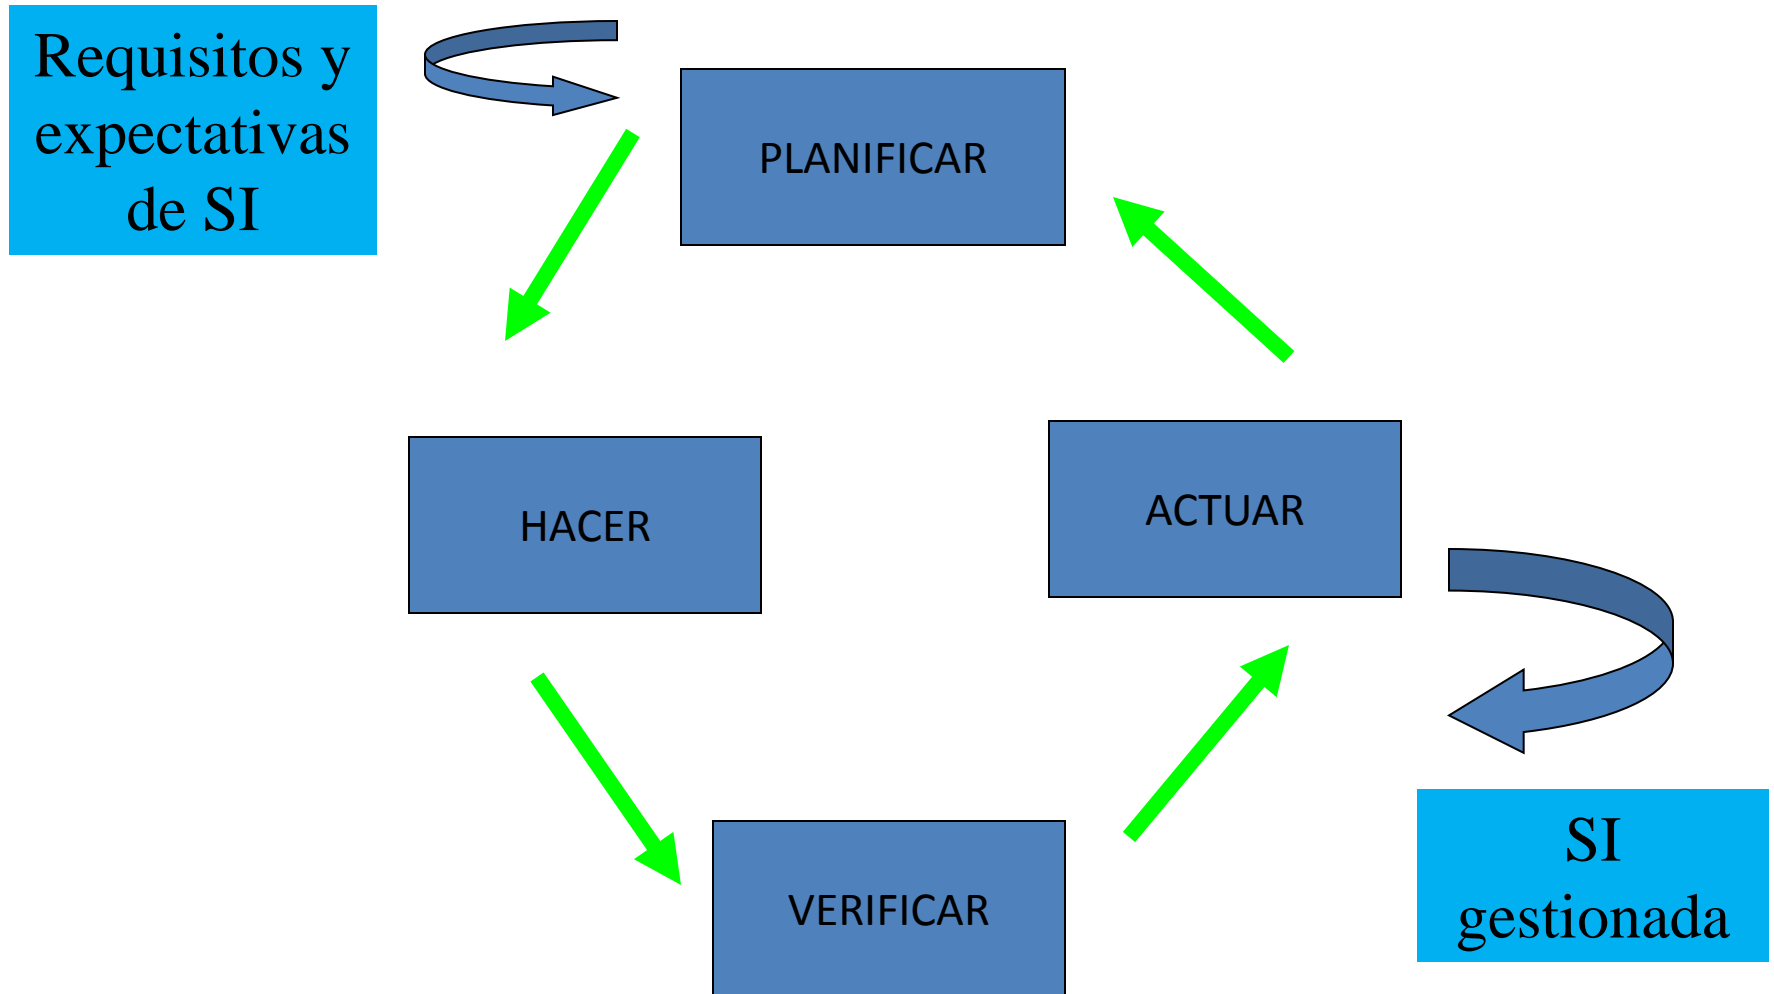 Requisitos y
expectativas
de SI
PLANIFICAR
HACER
ACTUAR
VERIFICAR
SI
gestionada